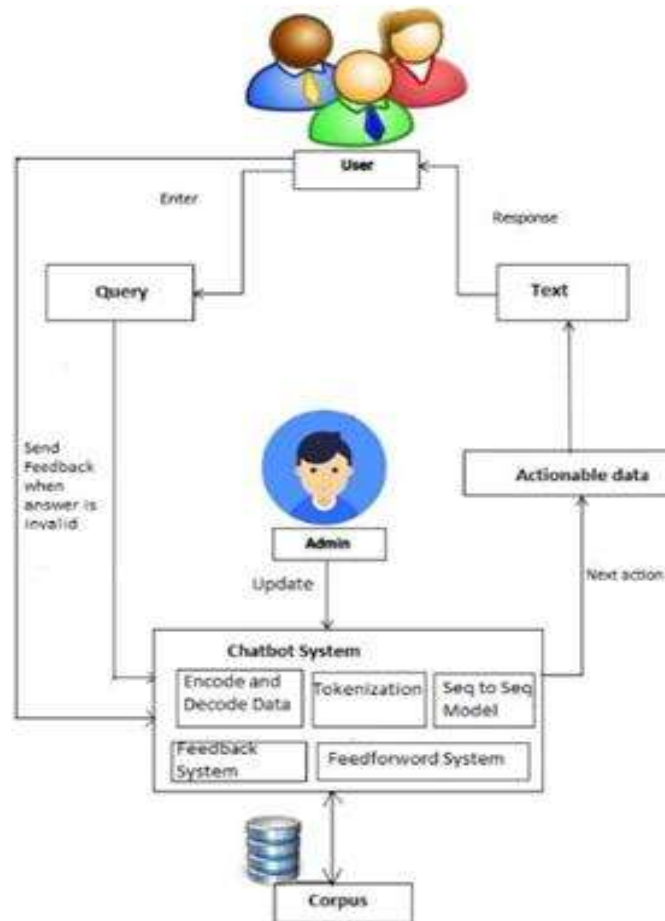 User
Enter
Response
Query
Text
Send
Feedback
when
answer is
invalid
Actionable data
Admin
Next action
Update
Chatbot System
Encode and
Decode Data
Tokenization
Seq to Seq
Model
Feedback
System
Feedforword System
Corpus